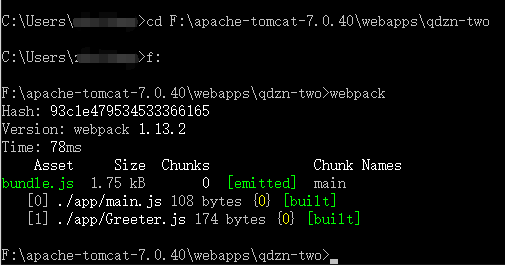 C:\Users\ >cd F:\apache-tomcat-7.0.40\webapps\qdzn-two
C:\Users\ >f:
F:\apache-tomcat-7.0.40\webapps\qdzn-two>webpack
Hash: 93c1e479534533366165
Version: webpack 1.13.2
Time: 78ms
Asset Size Chunks Chunk Names
bundle.js 1.75 kB 0 [emitted] main
[0] ./app/main.js 108 bytes {0} [built]
[1] ./app/Greeter.js 174 bytes {0} [built]
F:\apache-tomcat-7.0.40\webapps\qdzn-two>_